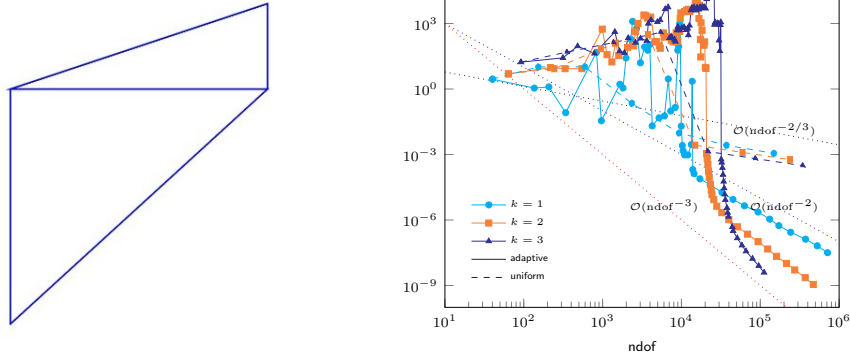 10^3
10^0
10^−3
10^−6
10^−9
O(ndof^−2/3)
O(ndof^−3)
O(ndof^−2)
k = 1
k = 2
k = 3
adaptive
uniform
10^1 10^2 10^3 10^4 10^5 10^6
ndof